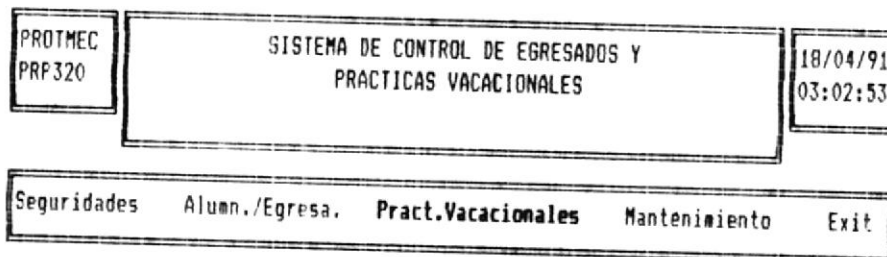 PROTMEC
PRP320
SISTEMA DE CONTROL DE EGRESADOS Y
PRACTICAS VACACIONALES
18/04/91
03:02:53
Seguridades Alumn./Egresa. Pract.Vacacionales Mantenimiento Exit